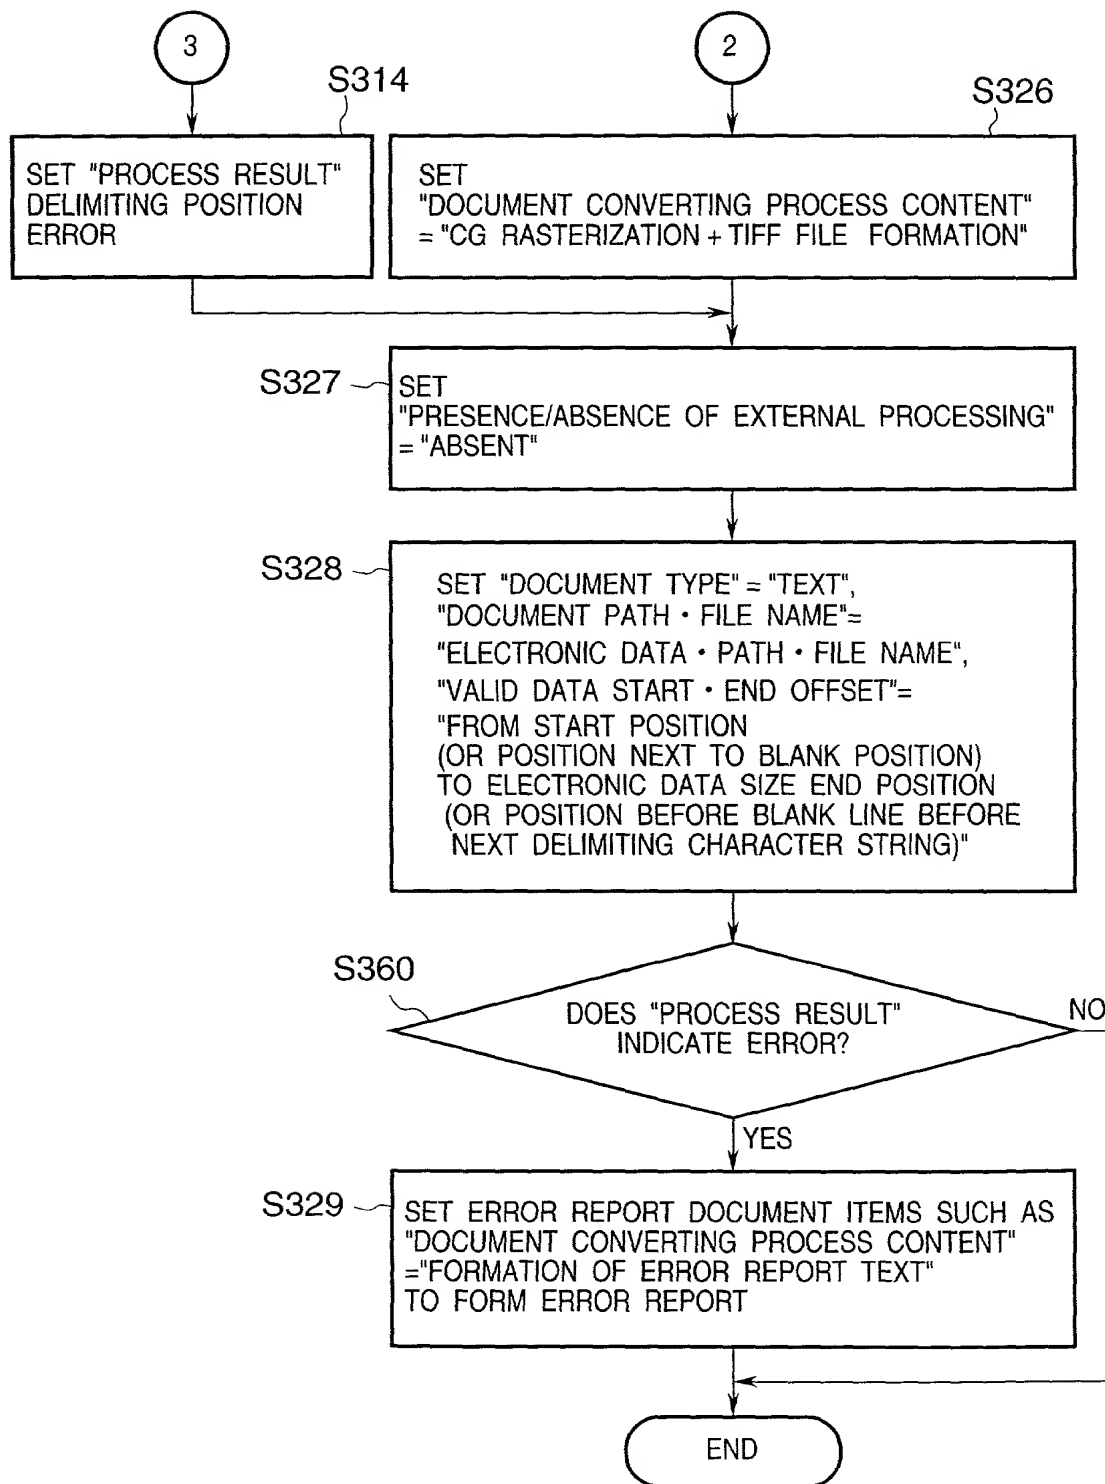 3
2
S314
S326
SET "PROCESS RESULT"
DELIMITING POSITION
ERROR
SET
"DOCUMENT CONVERTING PROCESS CONTENT"
= "CG RASTERIZATION + TIFF FILE FORMATION"
S327
SET
"PRESENCE/ABSENCE OF EXTERNAL PROCESSING"
= "ABSENT"
S328
SET "DOCUMENT TYPE" = "TEXT",
"DOCUMENT PATH・FILE NAME"=
"ELECTRONIC DATA・PATH・FILE NAME",
"VALID DATA START・END OFFSET"=
"FROM START POSITION
(OR POSITION NEXT TO BLANK POSITION)
TO ELECTRONIC DATA SIZE END POSITION
(OR POSITION BEFORE BLANK LINE BEFORE
NEXT DELIMITING CHARACTER STRING)"
S360
DOES "PROCESS RESULT"
INDICATE ERROR?
NO
YES
S329
SET ERROR REPORT DOCUMENT ITEMS SUCH AS
"DOCUMENT CONVERTING PROCESS CONTENT"
="FORMATION OF ERROR REPORT TEXT"
TO FORM ERROR REPORT
END